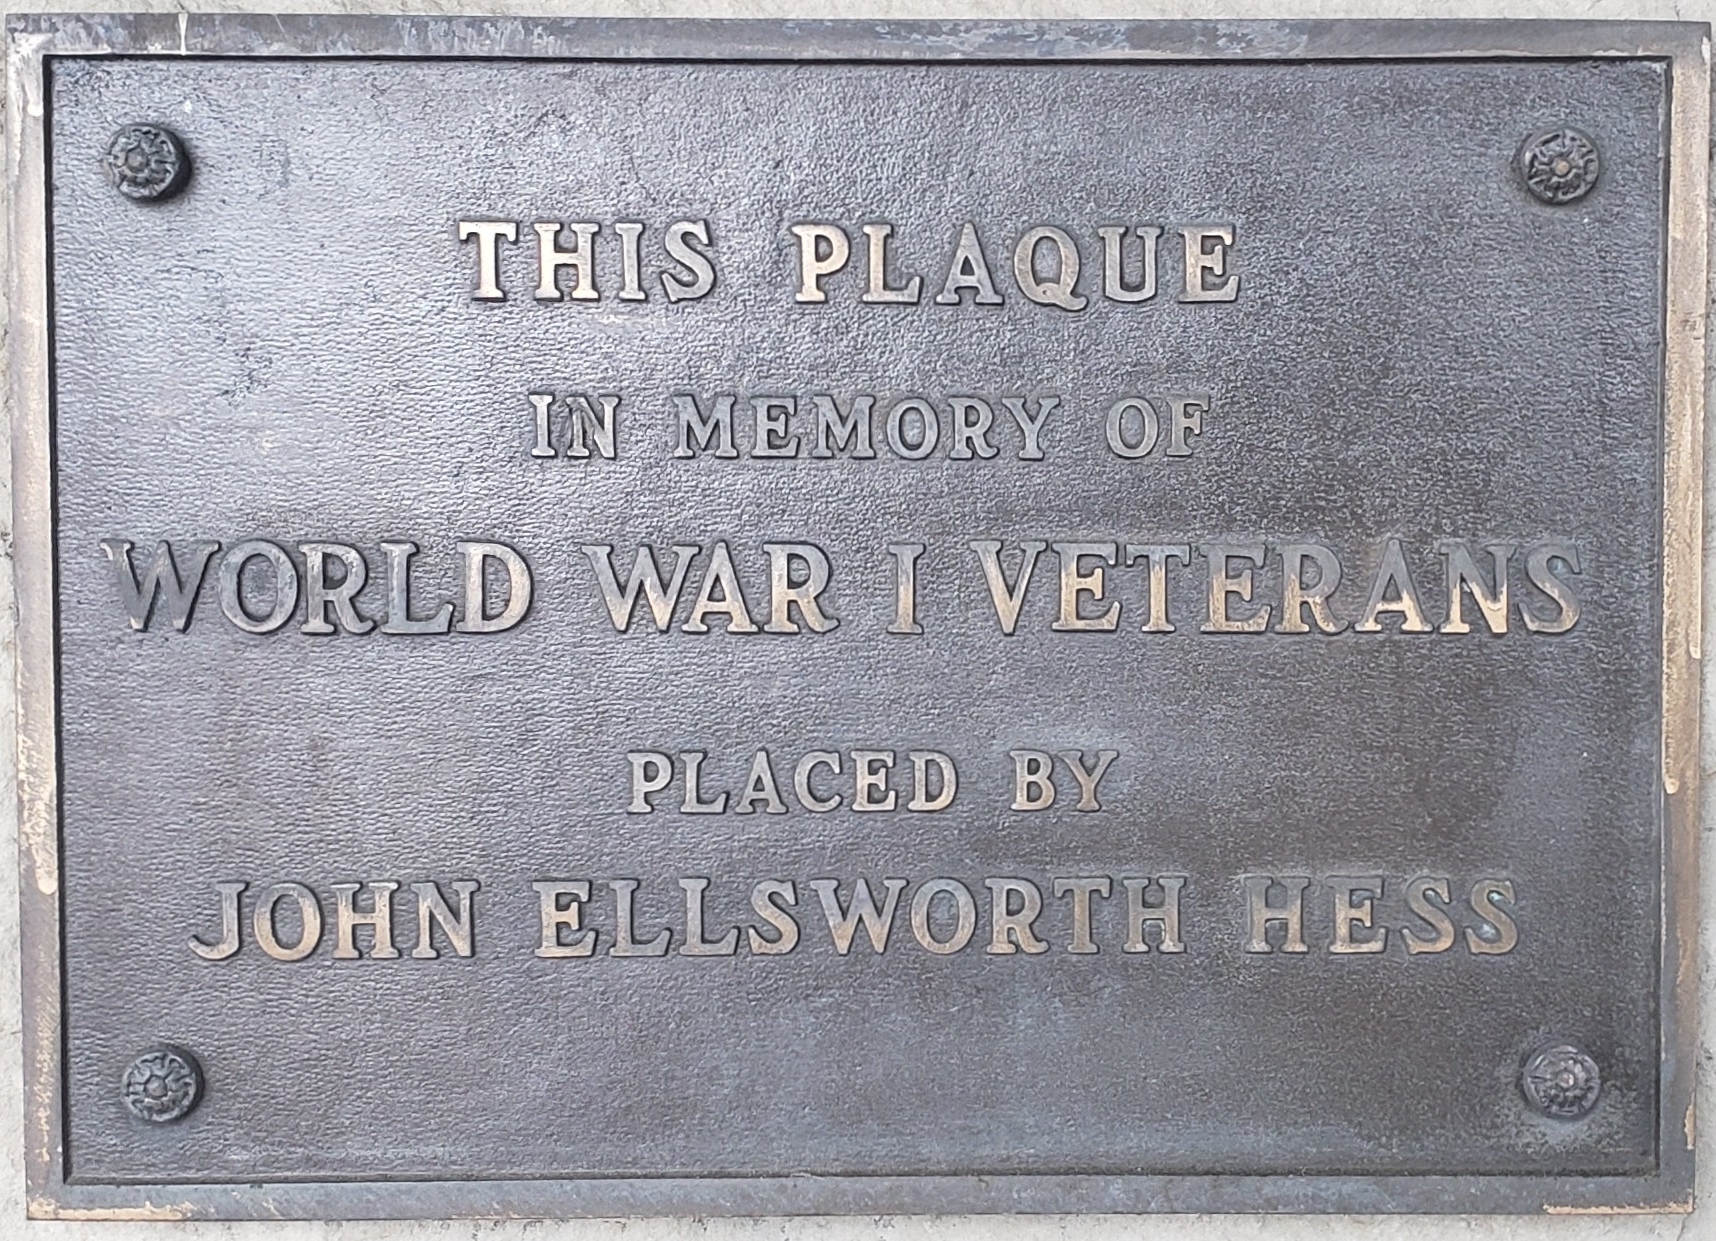 THIS PLAQUE
IN MEMORY OF
WORLD WAR I VETERANS
PLACED BY
JOHN ELLSWORTH HESS